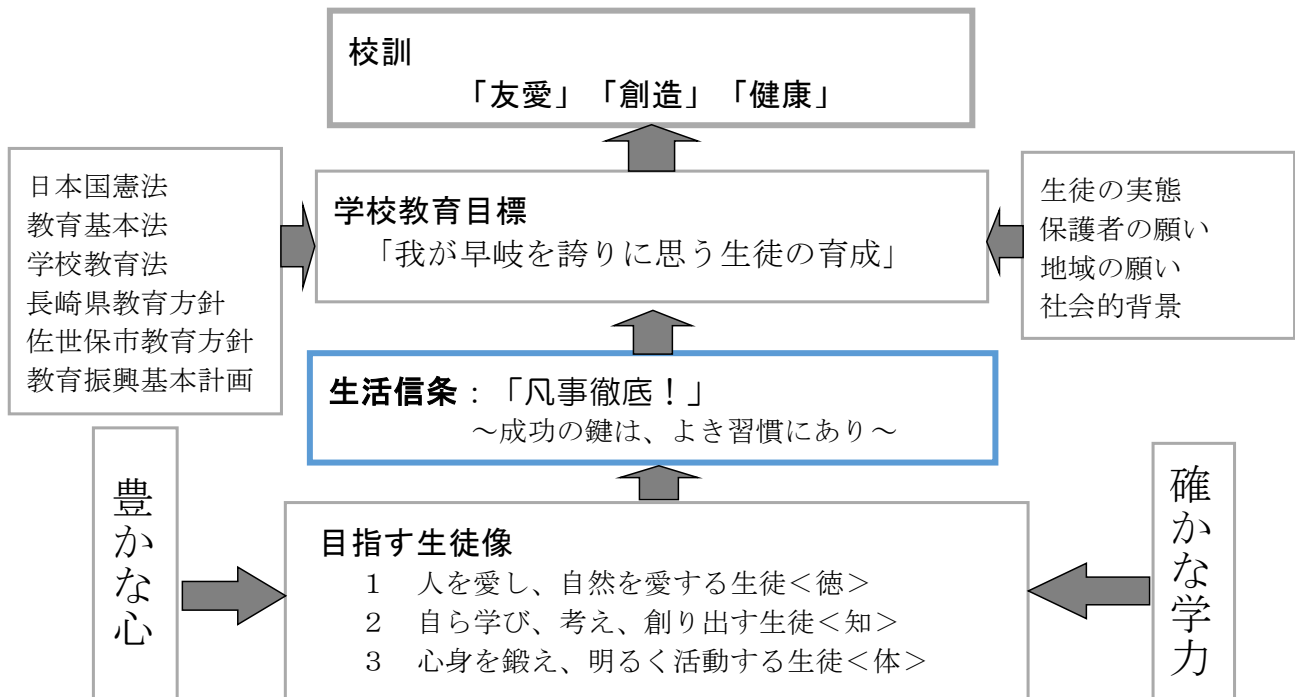 校訓
「友愛」「創造」「健康」
日本国憲法
教育基本法
学校教育法
長崎県教育方針
佐世保市教育方針
教育振興基本計画
学校教育目標
「我が早岐を誇りに思う生徒の育成」
生徒の実態
保護者の願い
地域の願い
社会的背景
生活信条：「凡事徹底！」
～成功の鍵は、よき習慣にあり～
豊かな心
目指す生徒像
１　人を愛し、自然を愛する生徒＜徳＞
２　自ら学び、考え、創り出す生徒＜知＞
３　心身を鍛え、明るく活動する生徒＜体＞
確かな学力